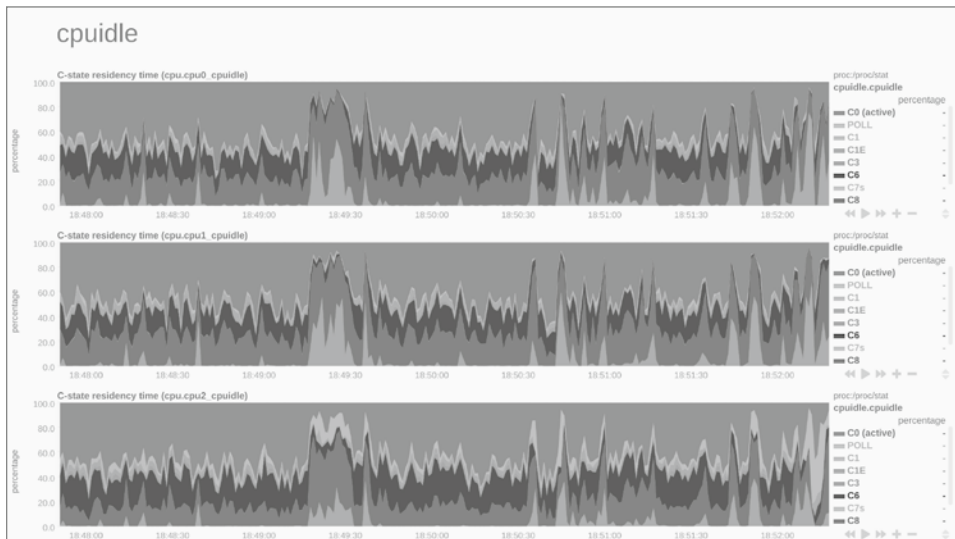 cpuidle
C-state residency time (cpu.cpu0_cpuidle)
percentage
100.0
80.0
60.0
40.0
20.0
0.0
18:48:00 18:48:30 18:49:00 18:49:30 18:50:00 18:50:30 18:51:00 18:51:30 18:52:00
proc:/proc/stat
cpuidle.cpuidle
percentage
C0 (active) -
POLL
C1
C1E -
C3 -
C6 -
C7s
C8 -
C-state residency time (cpu.cpu1_cpuidle)
percentage
100.0
80.0
60.0
40.0
20.0
0.0
18:48:00 18:48:30 18:49:00 18:49:30 18:50:00 18:50:30 18:51:00 18:51:30 18:52:00
proc:/proc/stat
cpuidle.cpuidle
percentage
C0 (active) -
POLL
C1
C1E -
C3 -
C6 -
C7s
C8 -
C-state residency time (cpu.cpu2_cpuidle)
percentage
100.0
80.0
60.0
40.0
20.0
0.0
18:48:00 18:48:30 18:49:00 18:49:30 18:50:00 18:50:30 18:51:00 18:51:30 18:52:00
proc:/proc/stat
cpuidle.cpuidle
percentage
C0 (active) -
POLL
C1
C1E -
C3 -
C6 -
C7s
C8 -